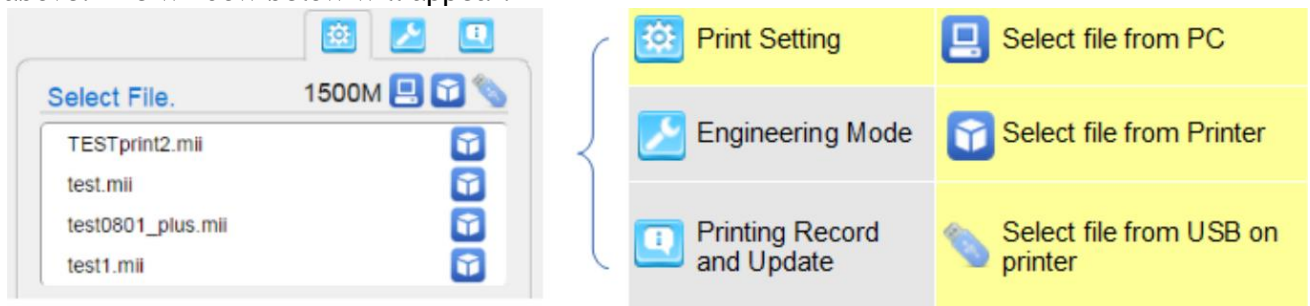 Select File.
1500M
TESTprint2.mii
test.mii
test0801_plus.mii
test1.mii
Print Setting
Select file from PC
Engineering Mode
Select file from Printer
Printing Record
and Update
Select file from USB on
printer